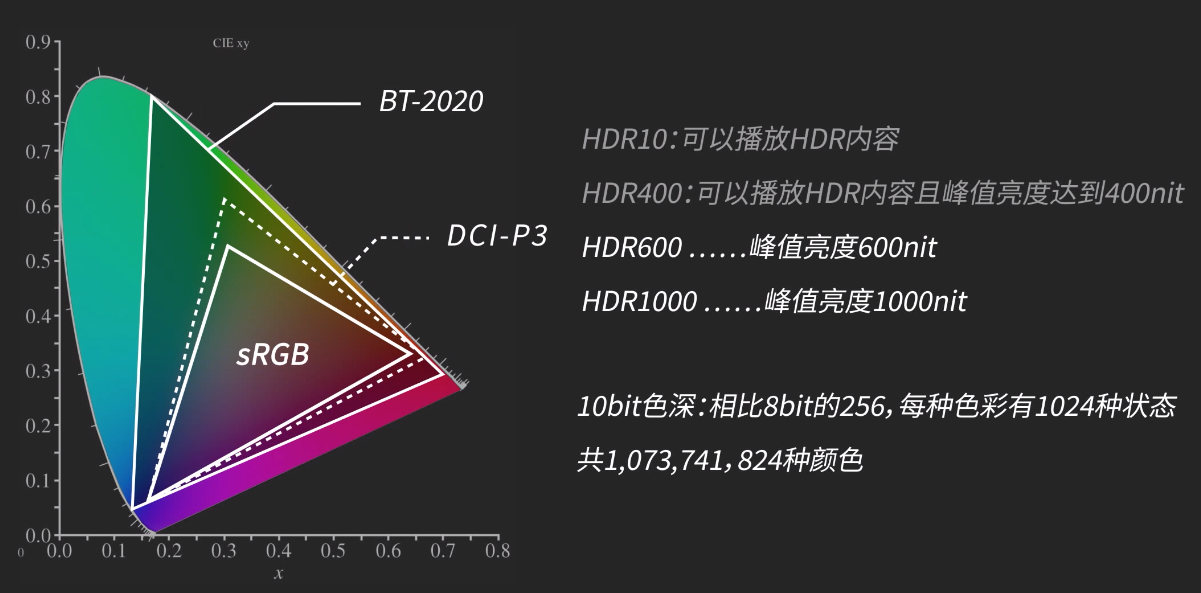 CIE xy
0.9
0.8
0.7
0.6
0.5
0.4
0.3
0.2
0.1
0.0
0
0.0 0.1 0.2 0.3 0.4 0.5 0.6 0.7 0.8
x
BT-2020
DCI-P3
sRGB
HDR10：可以播放HDR内容
HDR400：可以播放HDR内容且峰值亮度达到400nit
HDR600 ……峰值亮度600nit
HDR1000 ……峰值亮度1000nit
10bit色深：相比8bit的256，每种色彩有1024种状态
共1,073,741，824种颜色